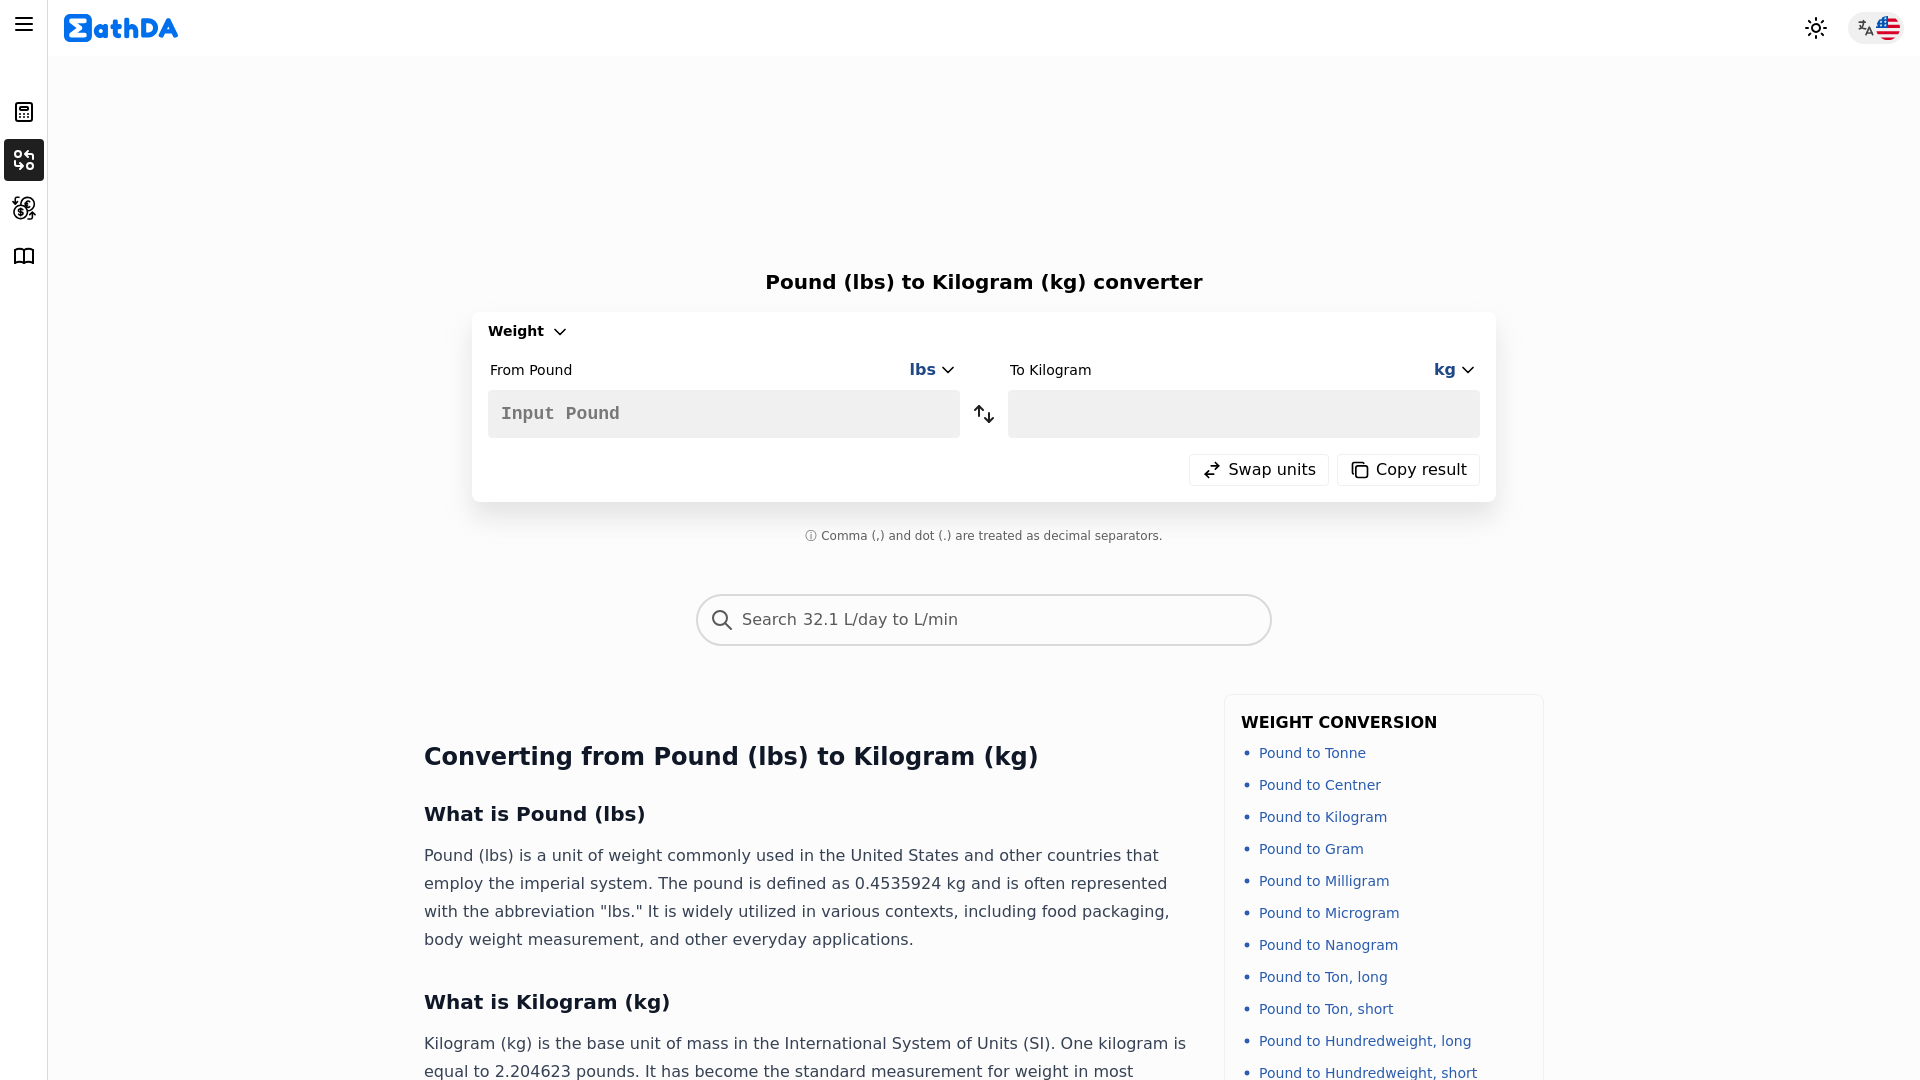 ΣathDA
Pound (lbs) to Kilogram (kg) converter
Weight
From Pound
lbs
To Kilogram
kg
Input Pound
Swap units
Copy result
ⓘ Comma (,) and dot (.) are treated as decimal separators.
Search 32.1 L/day to L/min
Converting from Pound (lbs) to Kilogram (kg)
What is Pound (lbs)
Pound (lbs) is a unit of weight commonly used in the United States and other countries that
employ the imperial system. The pound is defined as 0.4535924 kg and is often represented
with the abbreviation "lbs." It is widely utilized in various contexts, including food packaging,
body weight measurement, and other everyday applications.
What is Kilogram (kg)
Kilogram (kg) is the base unit of mass in the International System of Units (SI). One kilogram is
equal to 2.204623 pounds. It has become the standard measurement for weight in most
WEIGHT CONVERSION
• Pound to Tonne
• Pound to Centner
• Pound to Kilogram
• Pound to Gram
• Pound to Milligram
• Pound to Microgram
• Pound to Nanogram
• Pound to Ton, long
• Pound to Ton, short
• Pound to Hundredweight, long
• Pound to Hundredweight, short